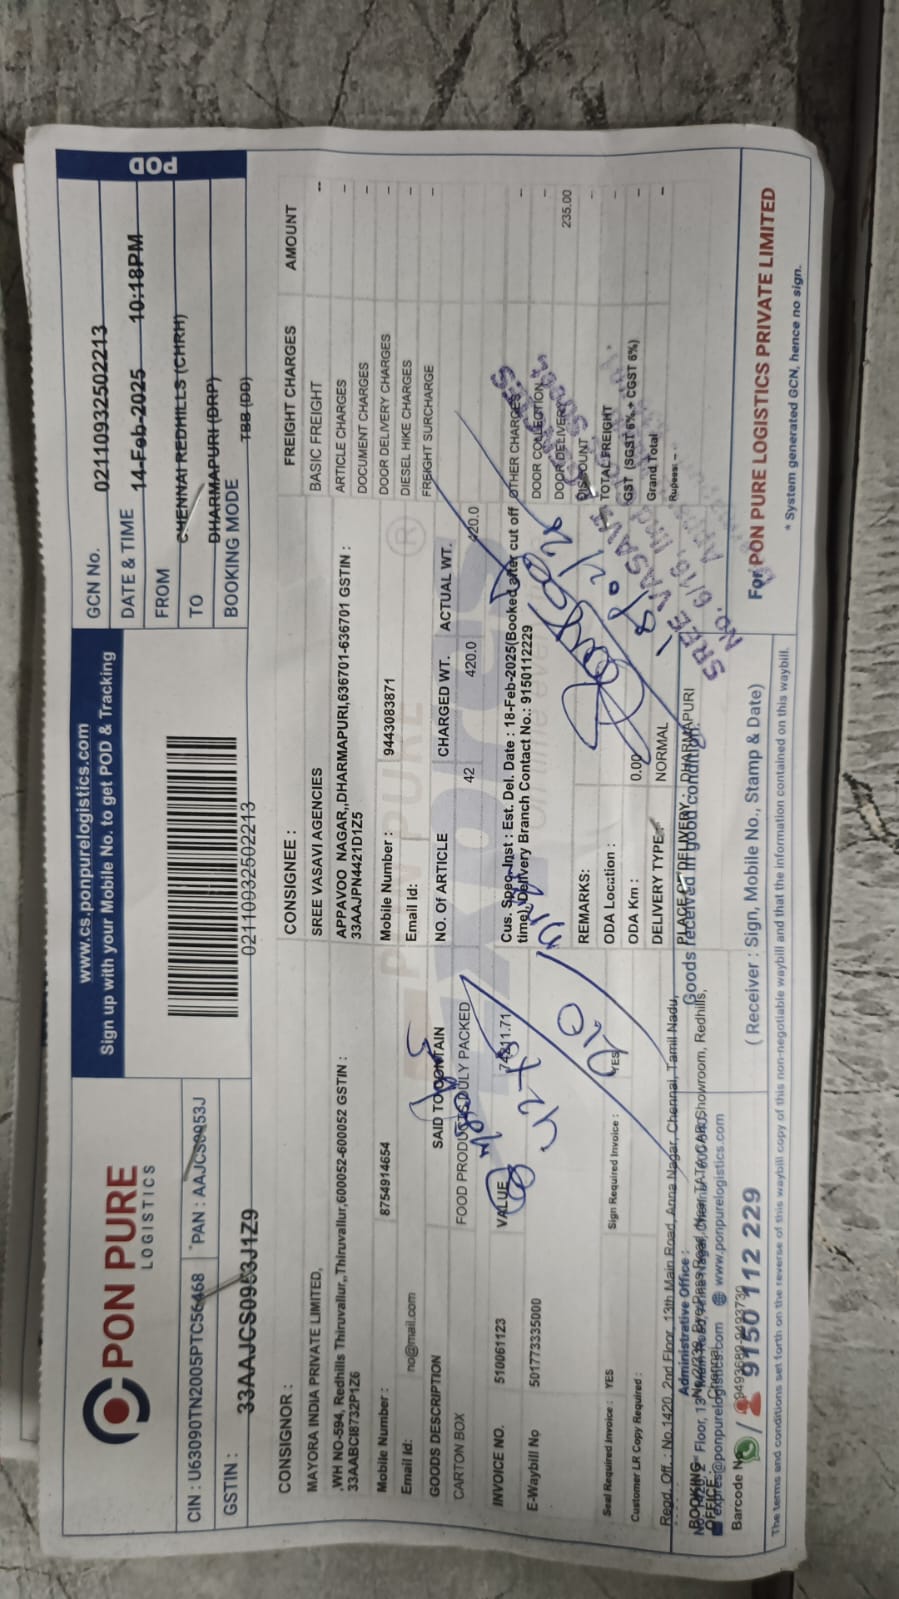 PON PURE
LOGISTICS
CIN : U63090TN2005PTC56468
PAN : AAJCS0953J
GSTIN :
33AAJCS0953J1Z9
www.cs.ponpurelogistics.com
Sign up with your Mobile No. to get POD & Tracking
02110932502213
POD
GCN No. 02110932502213
DATE & TIME 14-Feb-2025 10:18PM
FROM CHENNAI REDHILLS (CHRH)
TO DHARMAPURI (DRP)
BOOKING MODE TBB (DD)
CONSIGNOR :
MAYORA INDIA PRIVATE LIMITED,
,WH NO-594, Redhills Thiruvallur,,Thiruvallur,600052-600052 GSTIN :
33AABCI8732P1Z6
Mobile Number : 8754914654
Email Id: no@mail.com
CONSIGNEE :
SREE VASAVI AGENCIES
APPAVOO NAGAR,,DHARMAPURI,636701-636701 GSTIN :
33AAJPN4421D1Z5
Mobile Number : 9443083871
Email Id:
GOODS DESCRIPTION SAID TO CONTAIN NO. Of ARTICLE CHARGED WT. ACTUAL WT.
CARTON BOX FOOD PRODUCTS DULY PACKED 42 420.0 420.0
INVOICE NO. 510061123 VALUE
E-Waybill No 501773335000
Cus. Spec. Inst : Est. Del. Date : 18-Feb-2025(Booked after cut off
time), Delivery Branch Contact No.: 9150112229
Seal Required Invoice : YES Sign Required Invoice : YES
Customer LR Copy Required :
REMARKS:
ODA Location :
ODA Km : 0.00
DELIVERY TYPE: NORMAL
PLACE OF DELIVERY : DHARMAPURI
FREIGHT CHARGES AMOUNT
BASIC FREIGHT --
ARTICLE CHARGES --
DOCUMENT CHARGES --
DOOR DELIVERY CHARGES --
DIESEL HIKE CHARGES --
FREIGHT SURCHARGE --
OTHER CHARGES --
DOOR COLLECTION --
DOOR DELIVERY 235.00
DISCOUNT
TOTAL FREIGHT --
GST (SGST 6% + CGST 6%) --
Grand Total --
Rupees: --
SREE VASAVI
No. 6/16,
Regd. Off. : No.1420, 2nd Floor, 13th Main Road, Anna Nagar, Chennai, Tamil Nadu,
Administrative Office :
BOOKING
OFFICE
TATA CAR Showroom, Redhills,
www.ponpurelogistics.com
Barcode
9150 112 229
Goods received in good condition.
( Receiver : Sign, Mobile No., Stamp & Date)
For PON PURE LOGISTICS PRIVATE LIMITED
* System generated GCN, hence no sign.
The terms and conditions set forth on the reverse of this waybill copy of this non-negotiable waybill and that the information contained on this waybill.